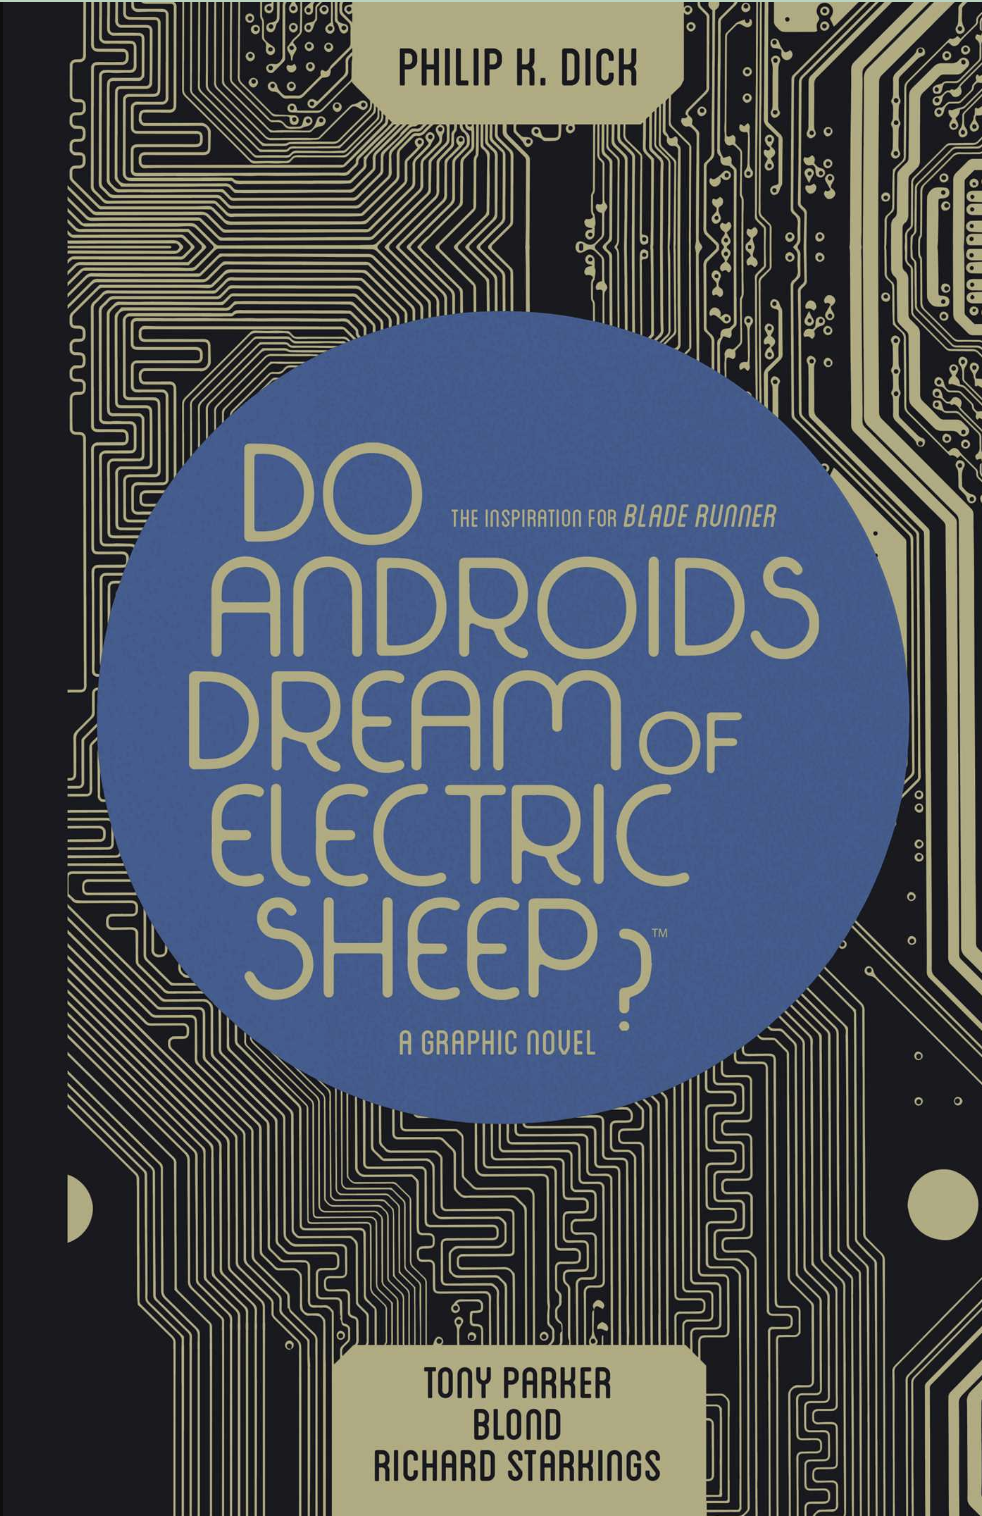 PHILIP K. DICK
DO
THE INSPIRATION FOR BLADE RUNNER
ANDROIDS
DREAM OF
ELECTRIC
SHEEP?™
A GRAPHIC NOVEL
TONY PARKER
BLOND
RICHARD STARKINGS